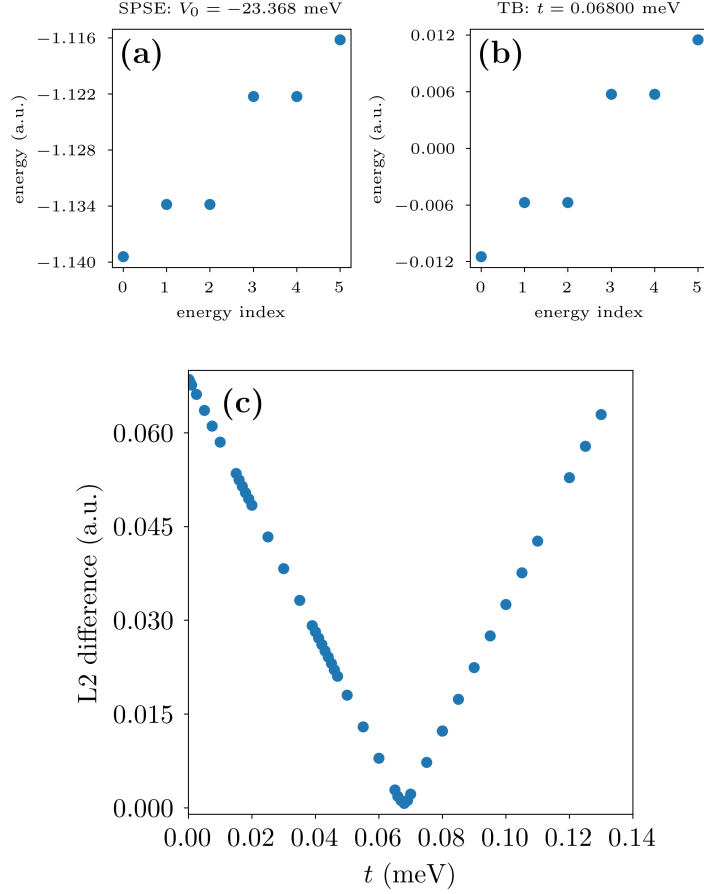 SPSE: V₀ = −23.368 meV
(a)
energy (a.u.)
−1.116
−1.122
−1.128
−1.134
−1.140
0 1 2 3 4 5
energy index
TB: t = 0.06800 meV
(b)
energy (a.u.)
0.012
0.006
0.000
−0.006
−0.012
0 1 2 3 4 5
energy index
(c)
L2 difference (a.u.)
0.060
0.045
0.030
0.015
0.000
0.00 0.02 0.04 0.06 0.08 0.10 0.12 0.14
t (meV)